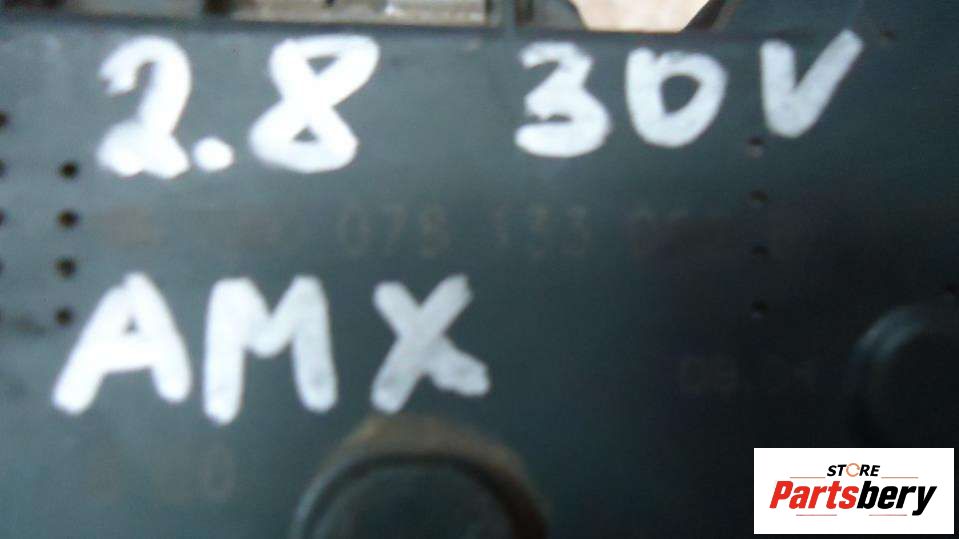 2.8 30V
078 133
AMX
STORE
Partsbery